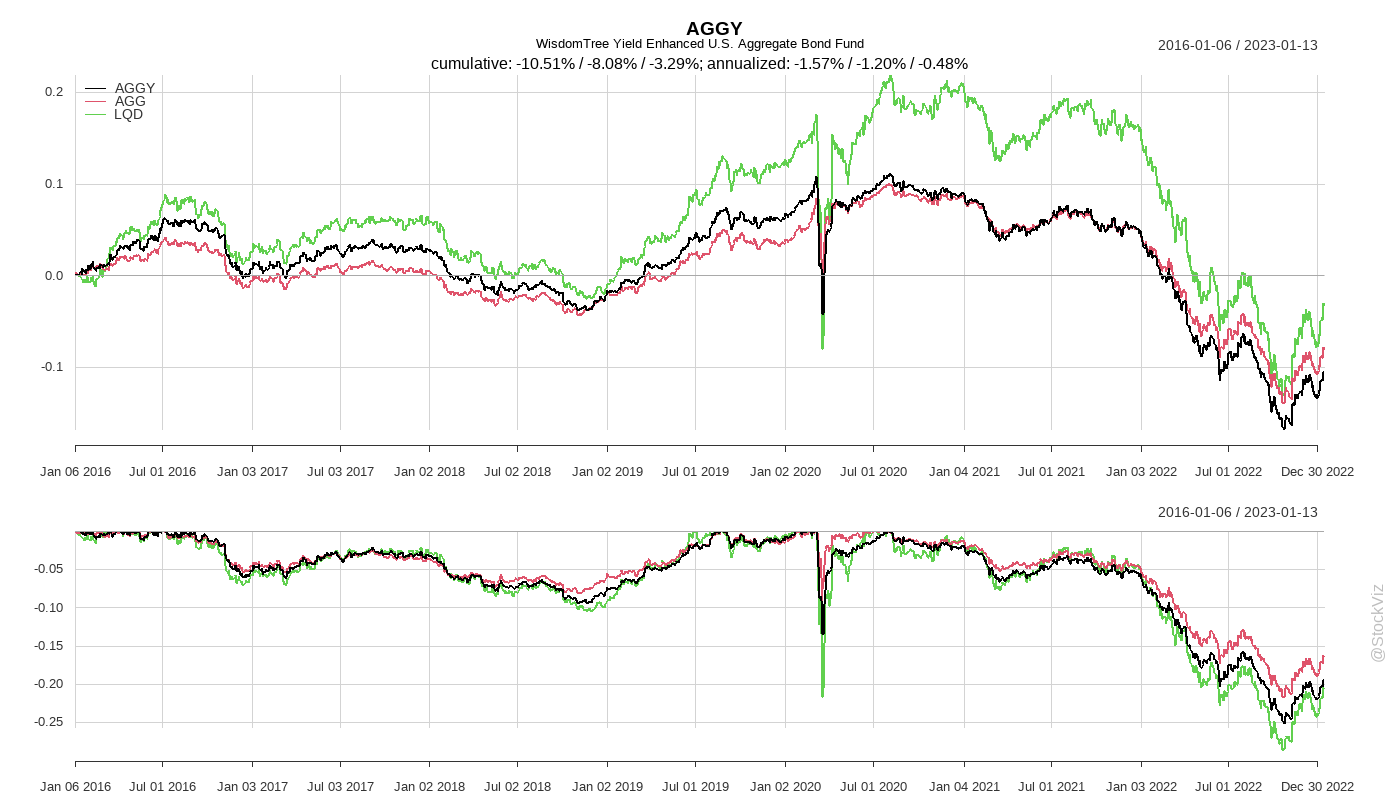 AGGY
WisdomTree Yield Enhanced U.S. Aggregate Bond Fund
2016-01-06 / 2023-01-13
cumulative: -10.51% / -8.08% / -3.29%; annualized: -1.57% / -1.20% / -0.48%
AGGY
AGG
LQD
0.2
0.1
0.0
-0.1
Jan 06 2016 Jul 01 2016 Jan 03 2017 Jul 03 2017 Jan 02 2018 Jul 02 2018 Jan 02 2019 Jul 01 2019 Jan 02 2020 Jul 01 2020 Jan 04 2021 Jul 01 2021 Jan 03 2022 Jul 01 2022 Dec 30 2022
2016-01-06 / 2023-01-13
-0.05
-0.10
-0.15
-0.20
-0.25
Jan 06 2016 Jul 01 2016 Jan 03 2017 Jul 03 2017 Jan 02 2018 Jul 02 2018 Jan 02 2019 Jul 01 2019 Jan 02 2020 Jul 01 2020 Jan 04 2021 Jul 01 2021 Jan 03 2022 Jul 01 2022 Dec 30 2022
@StockViz